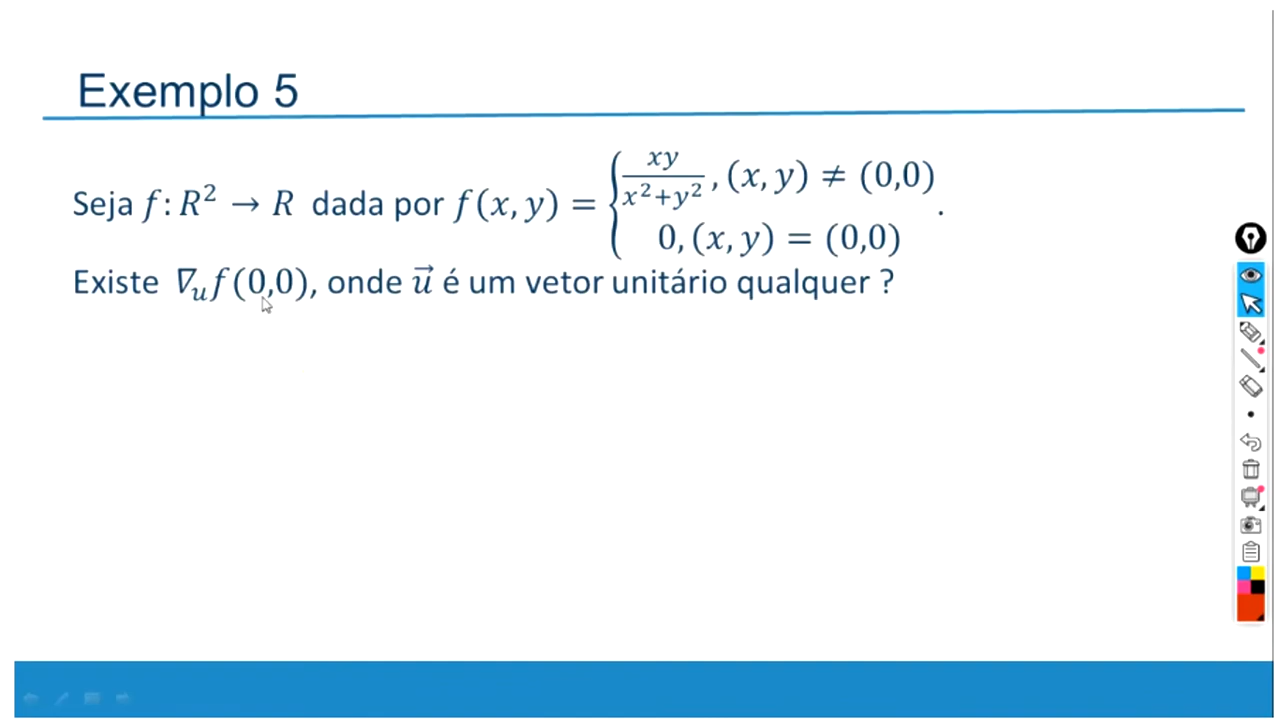 Exemplo 5
Seja f: R² → R dada por f(x, y) = { xy/(x²+y²), (x, y) ≠ (0,0)
0, (x, y) = (0,0) .
Existe ∇ᵤf(0,0), onde u⃗ é um vetor unitário qualquer ?